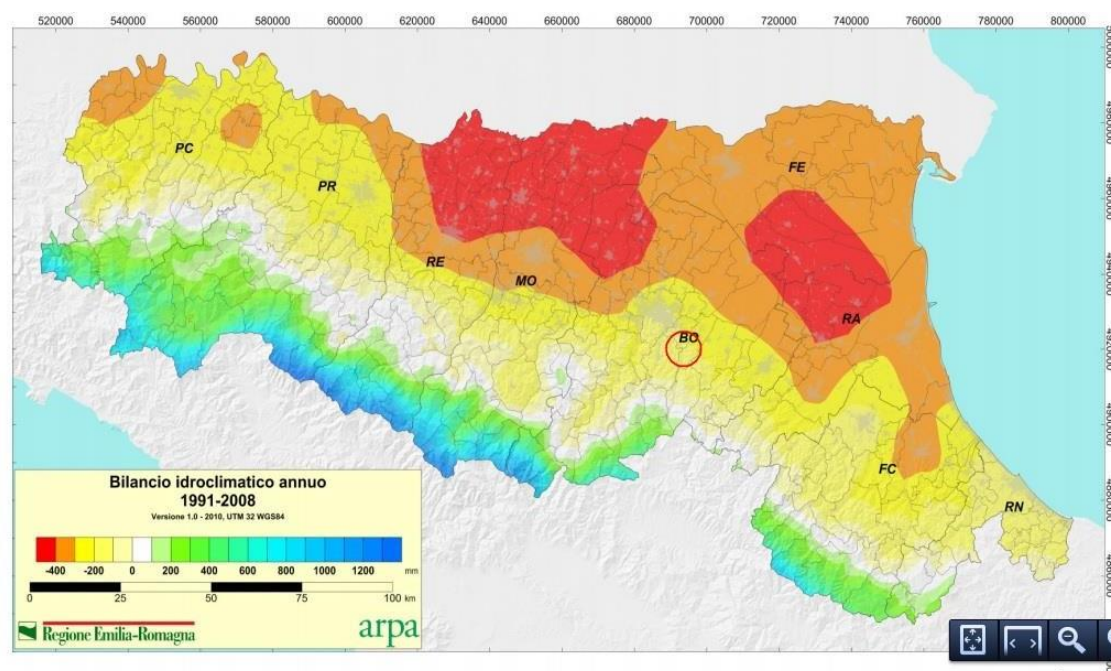 520000 540000 560000 580000 600000 620000 640000 660000 680000 700000 720000 740000 760000 780000 800000
PC
PR
FE
RE
MO
RA
BO
FC
RN
Bilancio idroclimatico annuo
1991-2008
Versione 1.0 - 2010, UTM 32 WGS84
-400 -200 0 200 400 600 800 1000 1200 mm
0 25 50 75 100 km
Regione Emilia-Romagna
arpa